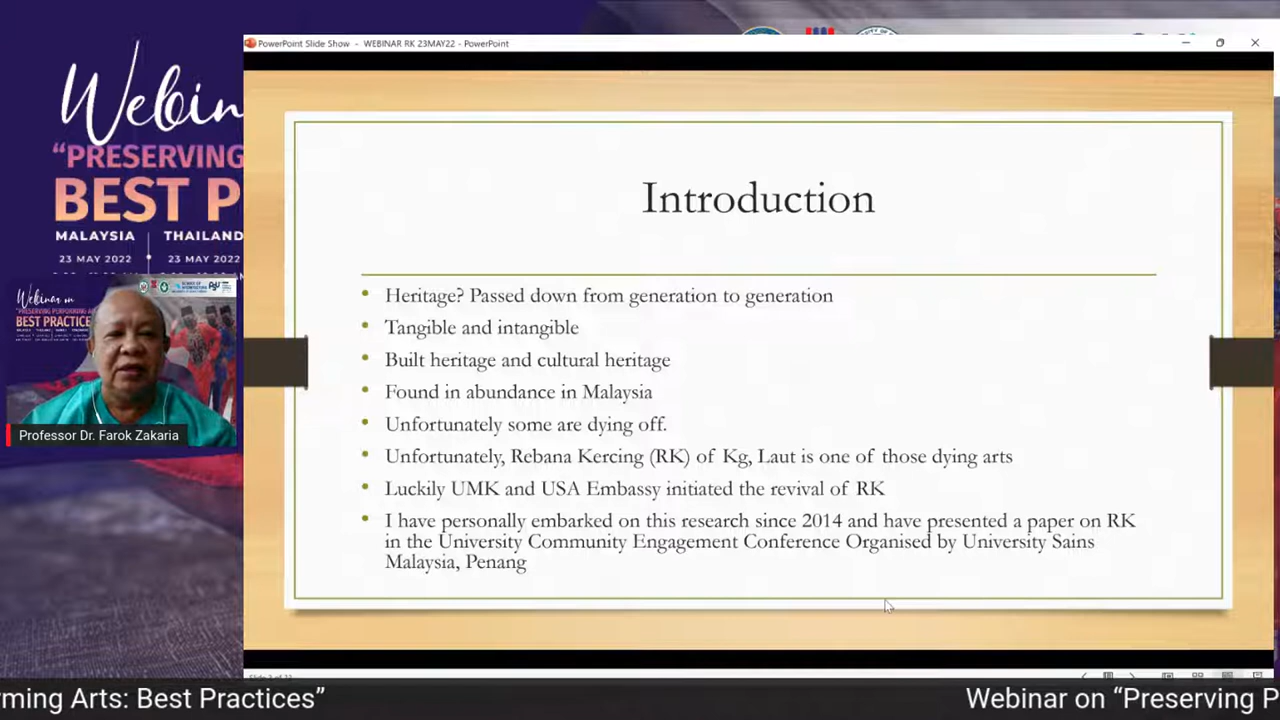 PowerPoint Slide Show - WEBINAR RK 23MAY22 - PowerPoint
Webin
“PRESERVING
BEST P
MALAYSIA | THAILAND
23 MAY 2022 23 MAY 2022
Webinar on
"PRESERVING PERFORMING AR
BEST PRACTICE
Professor Dr. Farok Zakaria
Introduction
• Heritage? Passed down from generation to generation
• Tangible and intangible
• Built heritage and cultural heritage
• Found in abundance in Malaysia
• Unfortunately some are dying off.
• Unfortunately, Rebana Kercing (RK) of Kg, Laut is one of those dying arts
• Luckily UMK and USA Embassy initiated the revival of RK
• I have personally embarked on this research since 2014 and have presented a paper on RK
in the University Community Engagement Conference Organised by University Sains
Malaysia, Penang
rming Arts: Best Practices”
Webinar on “Preserving P